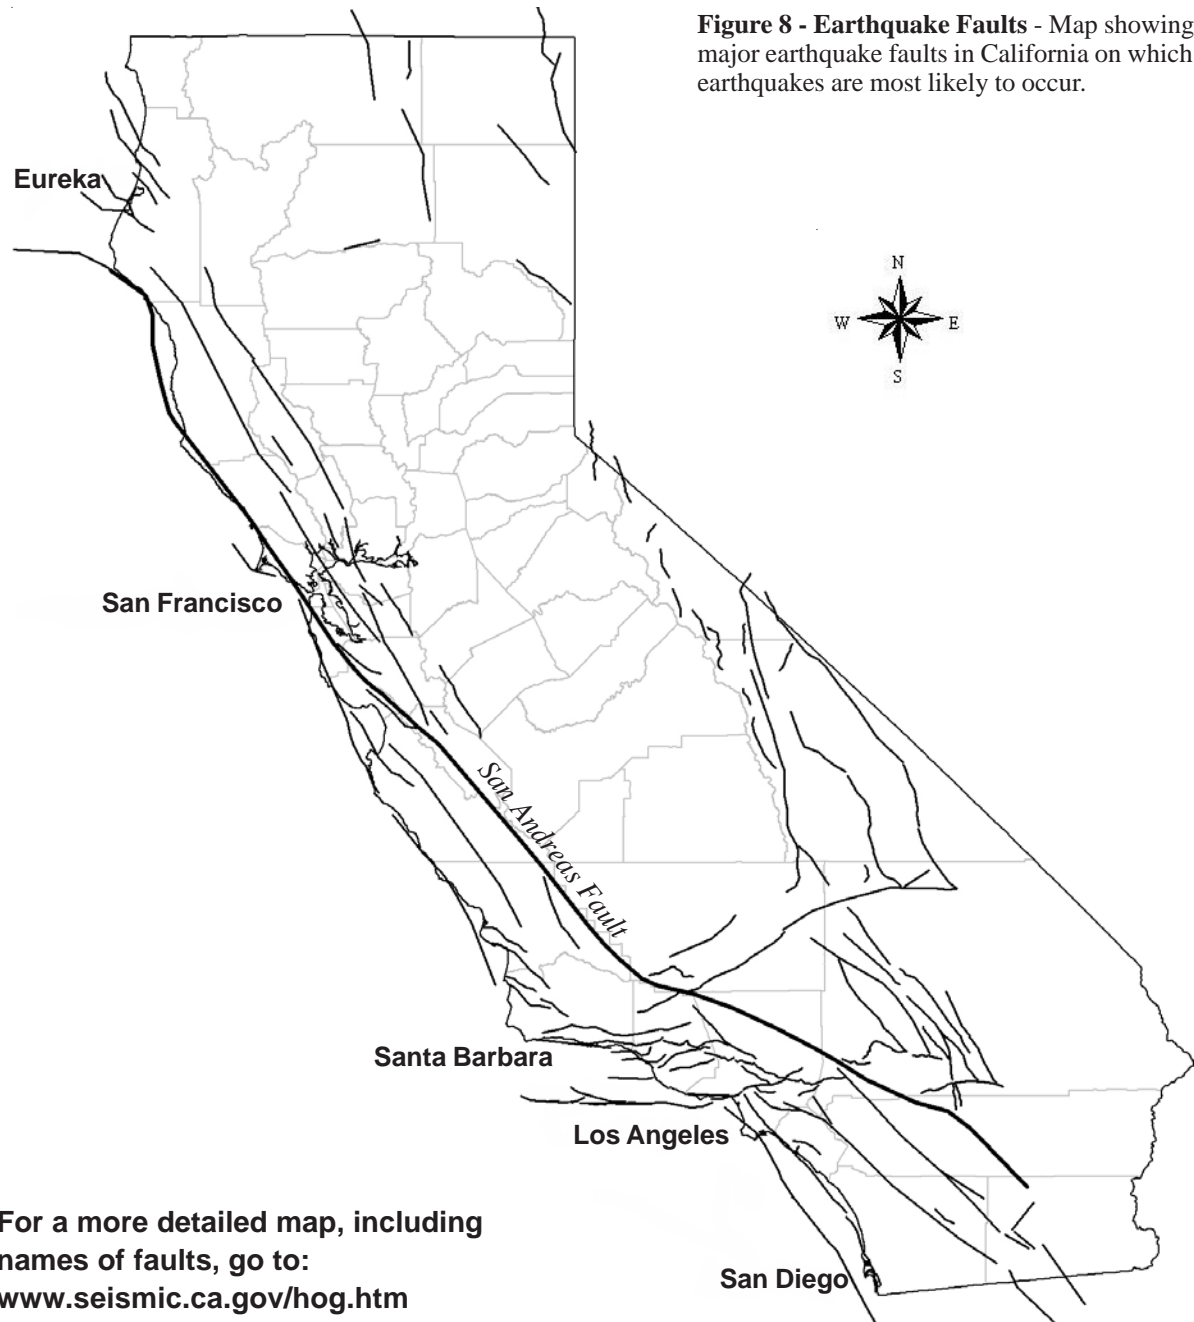 Figure 8 - Earthquake Faults - Map showing
major earthquake faults in California on which
earthquakes are most likely to occur.
Eureka
N
W
E
S
San Francisco
San Andreas Fault
Santa Barbara
Los Angeles
San Diego
For a more detailed map, including
names of faults, go to:
www.seismic.ca.gov/hog.htm